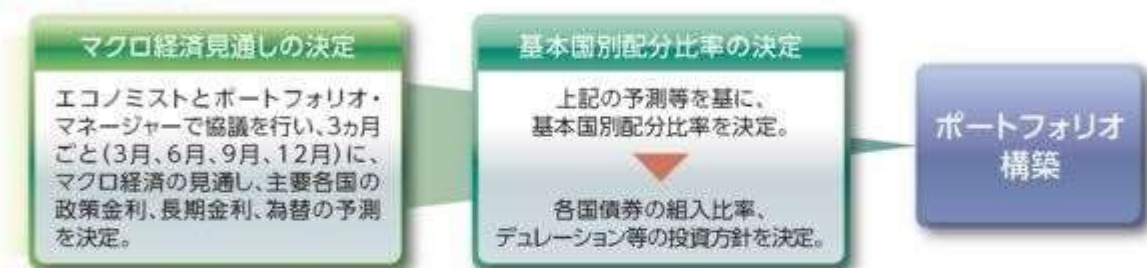 マクロ経済見通しの決定
エコノミストとポートフォリオ・
マネージャーで協議を行い、3ヵ月
ごと(3月、6月、9月、12月)に、
マクロ経済の見通し、主要各国の
政策金利、長期金利、為替の予測
を決定。
基本国別配分比率の決定
上記の予測等を基に、
基本国別配分比率を決定。
各国債券の組入比率、
デュレーション等の投資方針を決定。
ポートフォリオ
構築